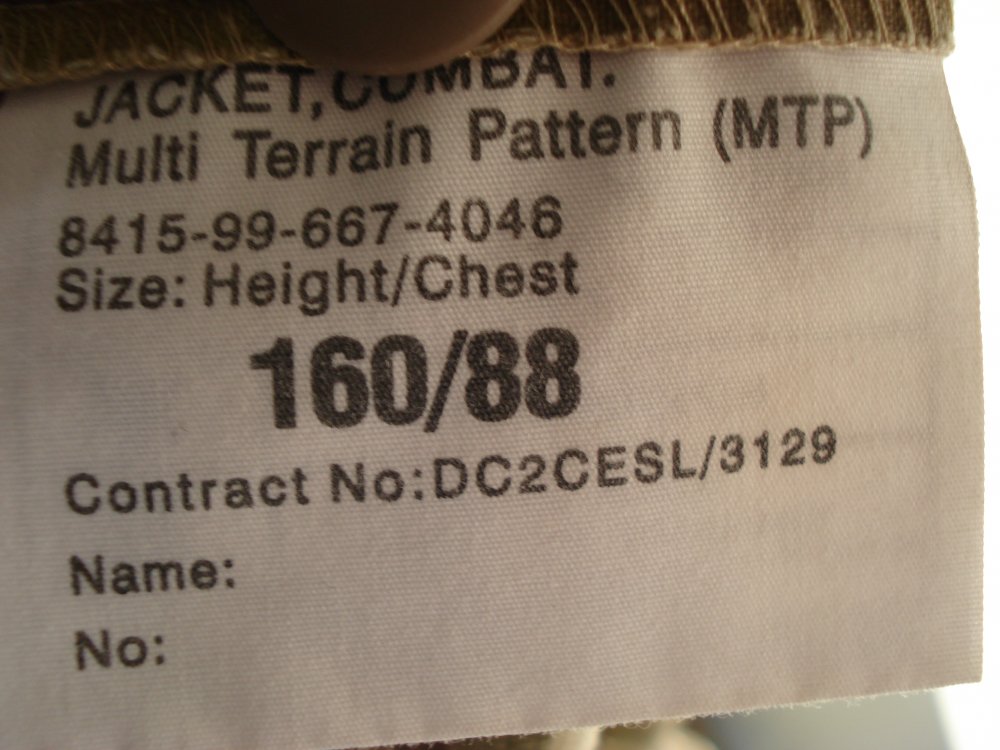 JACKET,COMBAT.
Multi Terrain Pattern (MTP)
8415-99-667-4046
Size: Height/Chest
160/88
Contract No:DC2CESL/3129
Name:
No: